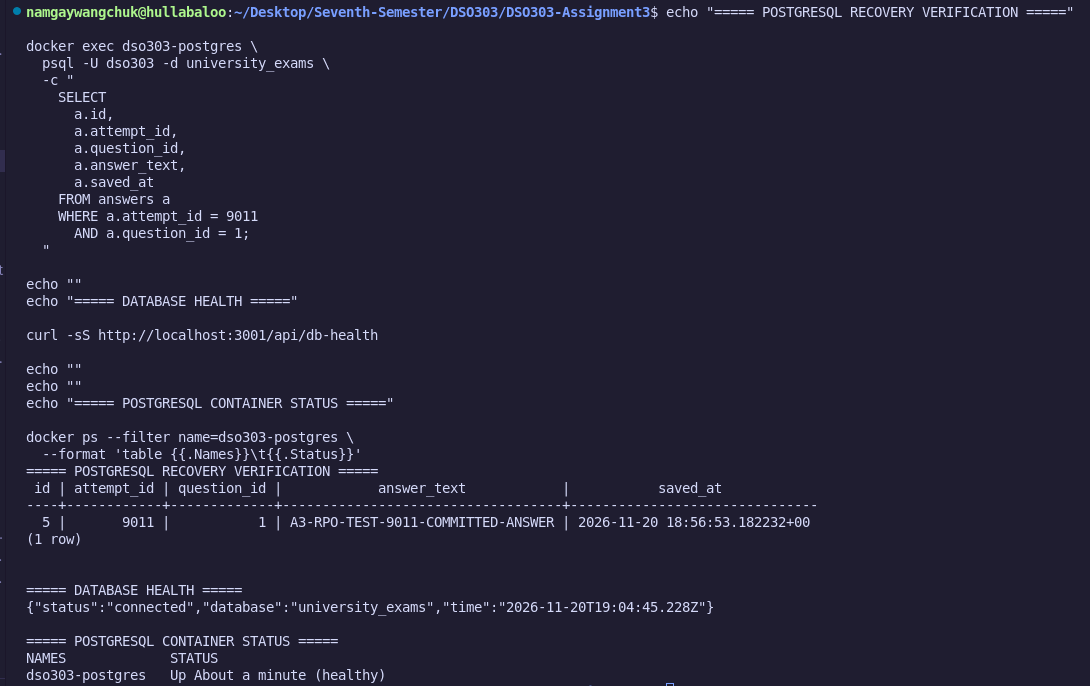 namgaywangchuk@hullabaloo:~/Desktop/Seventh-Semester/DSO303/DSO303-Assignment3$ echo "===== POSTGRESQL RECOVERY VERIFICATION ====="
docker exec dso303-postgres \
  psql -U dso303 -d university_exams \
  -c "
    SELECT
      a.id,
      a.attempt_id,
      a.question_id,
      a.answer_text,
      a.saved_at
    FROM answers a
    WHERE a.attempt_id = 9011
      AND a.question_id = 1;
  "
echo ""
echo "===== DATABASE HEALTH ====="
curl -sS http://localhost:3001/api/db-health
echo ""
echo ""
echo "===== POSTGRESQL CONTAINER STATUS ====="
docker ps --filter name=dso303-postgres \
  --format 'table {{.Names}}\t{{.Status}}'
===== POSTGRESQL RECOVERY VERIFICATION =====
 id | attempt_id | question_id |            answer_text            |           saved_at
----+------------+-------------+-----------------------------------+-------------------------------
  5 |       9011 |           1 | A3-RPO-TEST-9011-COMMITTED-ANSWER | 2026-11-20 18:56:53.182232+00
(1 row)
===== DATABASE HEALTH =====
{"status":"connected","database":"university_exams","time":"2026-11-20T19:04:45.228Z"}
===== POSTGRESQL CONTAINER STATUS =====
NAMES             STATUS
dso303-postgres   Up About a minute (healthy)